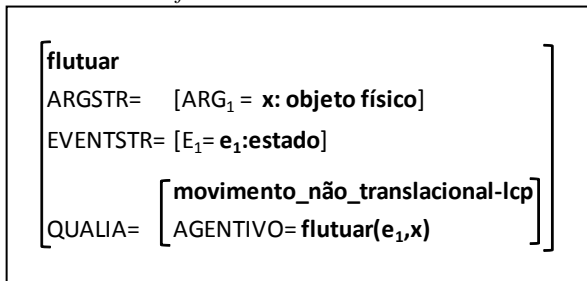 flutuar
ARGSTR= [ARG₁ = x: objeto físico]
EVENTSTR= [E₁= e₁:estado]
movimento_não_translacional-lcp
QUALIA= AGENTIVO= flutuar(e₁,x)